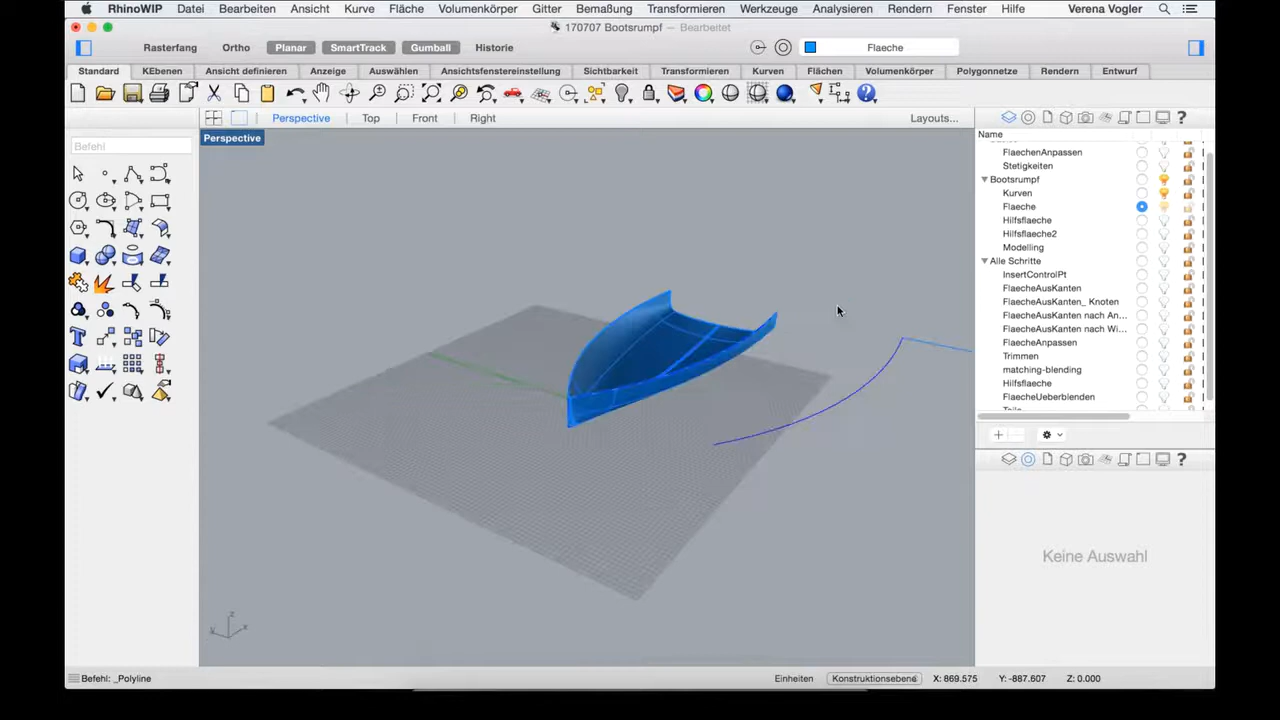 RhinoWIP Datei Bearbeiten Ansicht Kurve Fläche Volumenkörper Gitter Bemaßung Transformieren Werkzeuge Analysieren Rendern Fenster Hilfe Verena Vogler
170707 Bootsrumpf — Bearbeitet
Rasterfang Ortho Planar SmartTrack Gumball Historie Flaeche
Standard KEbenen Ansicht definieren Anzeige Auswählen Ansichtsfenstereinstellung Sichtbarkeit Transformieren Kurven Flächen Volumenkörper Polygonnetze Rendern Entwurf
Perspective Top Front Right Layouts...
Perspective
Befehl
Name
FlaechenAnpassen
Stetigkeiten
Bootsrumpf
Kurven
Flaeche
Hilfsflaeche
Hilfsflaeche2
Modelling
Alle Schritte
InsertControlPt
FlaecheAusKanten
FlaecheAusKanten_ Knoten
FlaecheAusKanten nach An...
FlaecheAusKanten nach Wi...
FlaecheAnpassen
Trimmen
matching-blending
Hilfsflaeche
FlaecheUeberblenden
Keine Auswahl
z
x
Befehl: _Polyline Einheiten Konstruktionsebene X: 869.575 Y: -887.607 Z: 0.000